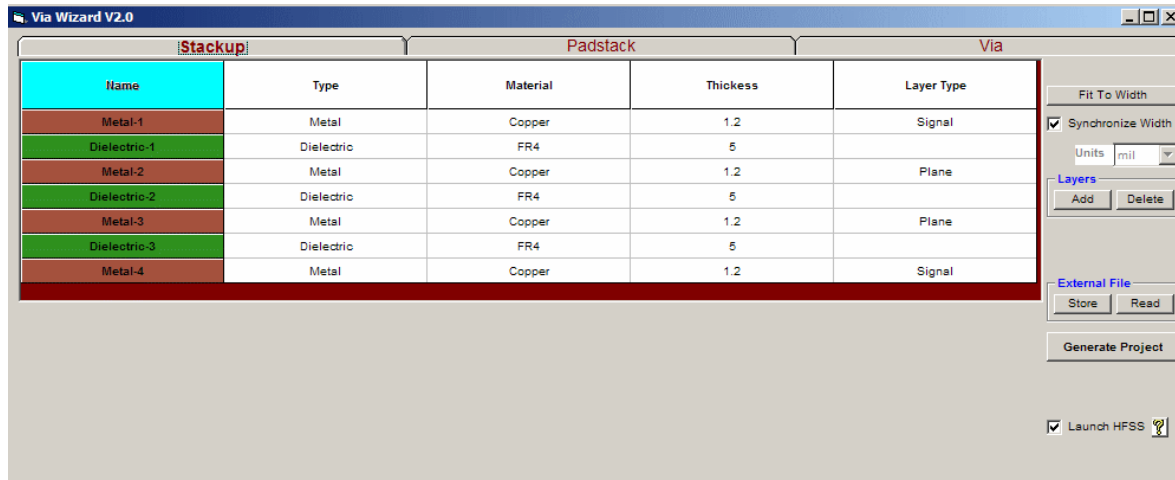 Via Wizard V2.0
Stackup Padstack Via
Name Type Material Thickess Layer Type
Metal-1 Metal Copper 1.2 Signal
Dielectric-1 Dielectric FR4 5
Metal-2 Metal Copper 1.2 Plane
Dielectric-2 Dielectric FR4 5
Metal-3 Metal Copper 1.2 Plane
Dielectric-3 Dielectric FR4 5
Metal-4 Metal Copper 1.2 Signal
Fit To Width
Synchronize Width
Units mil
Layers
Add Delete
External File
Store Read
Generate Project
Launch HFSS ?